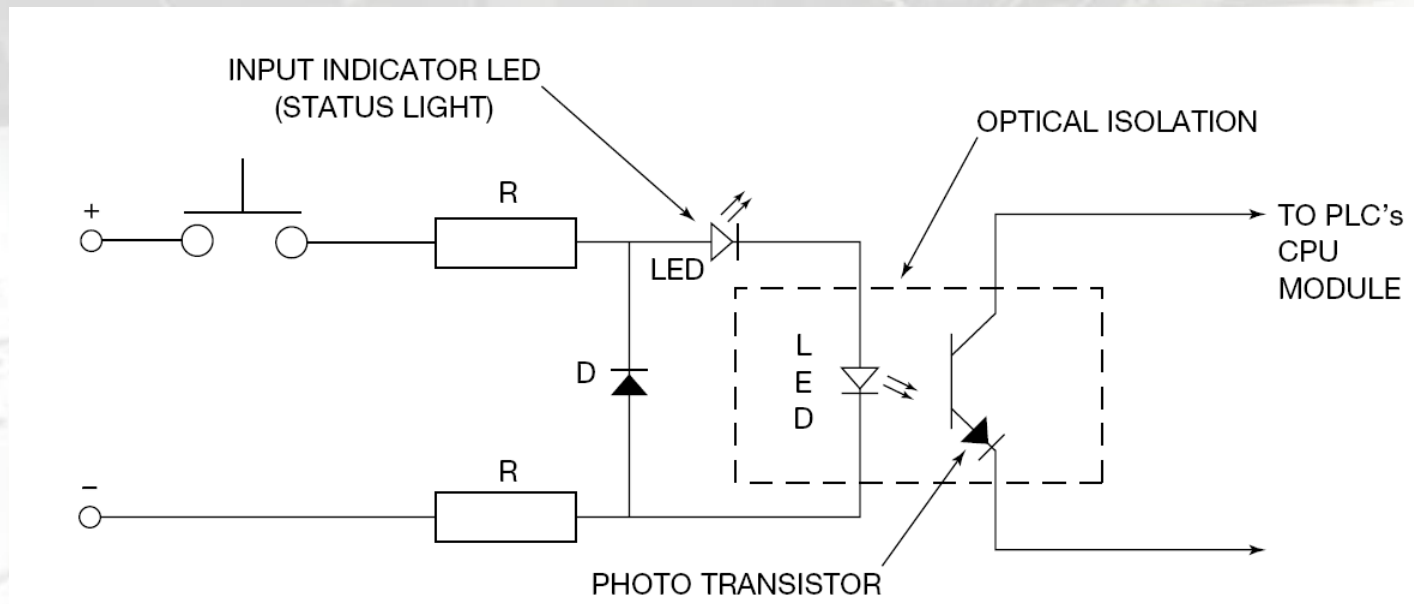 INPUT INDICATOR LED
(STATUS LIGHT)
OPTICAL ISOLATION
R
+
TO PLC's
CPU
MODULE
LED
L
E
D
D
R
–
PHOTO TRANSISTOR